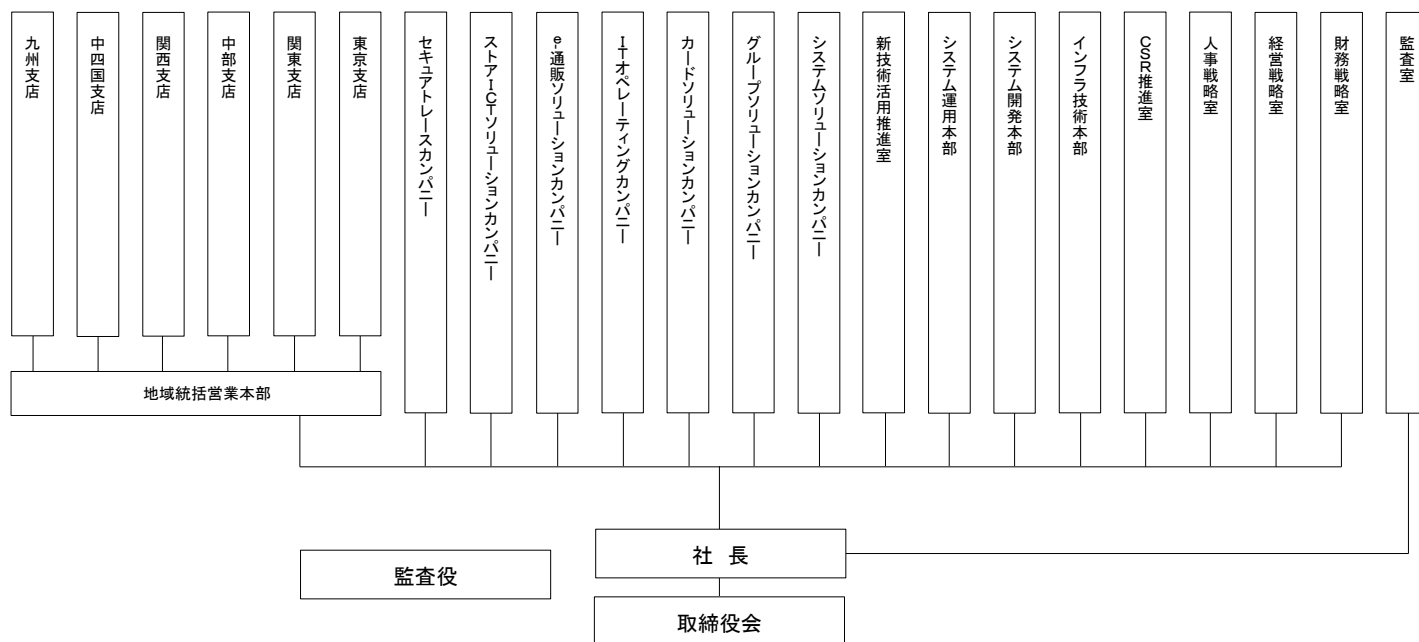 九州支店
中四国支店
関西支店
中部支店
関東支店
東京支店
セキュアトレースカンパニー
ストアICTソリューションカンパニー
e-通販ソリューションカンパニー
ITオペレーティングカンパニー
カードソリューションカンパニー
グループソリューションカンパニー
システムソリューションカンパニー
新技術活用推進室
システム運用本部
システム開発本部
インフラ技術本部
CSR推進室
人事戦略室
経営戦略室
財務戦略室
監査室
地域統括営業本部
社 長
監査役
取締役会